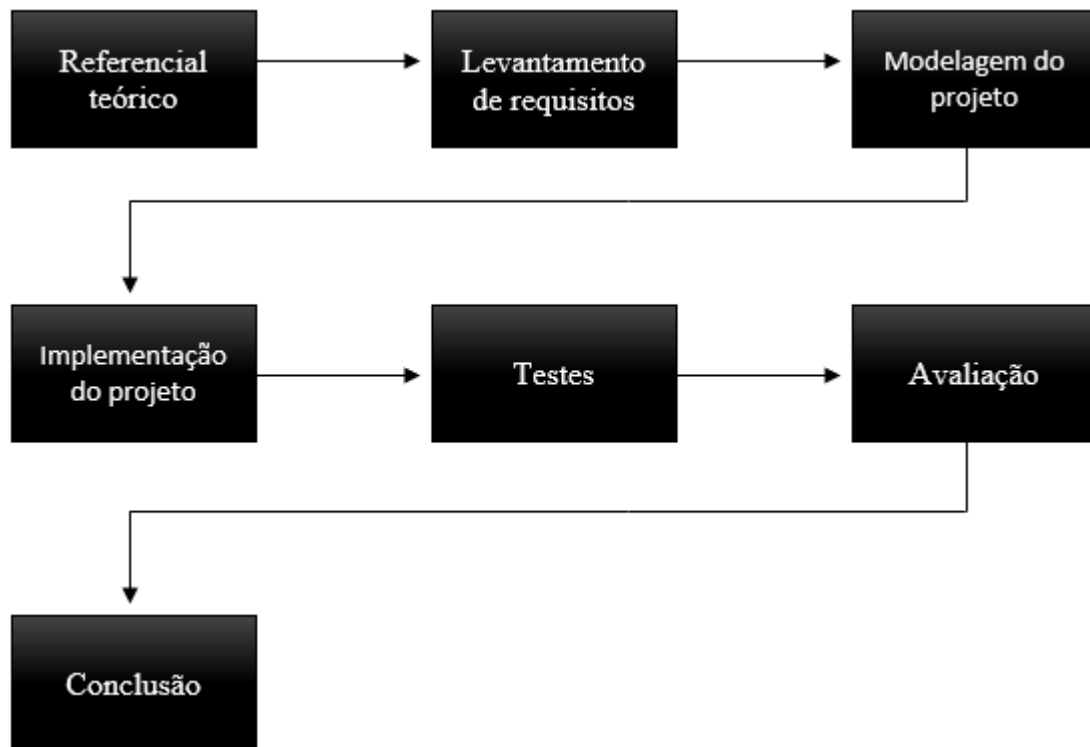 Referencial
teórico
Levantamento
de requisitos
Modelagem do
projeto
Implementação
do projeto
Testes
Avaliação
Conclusão